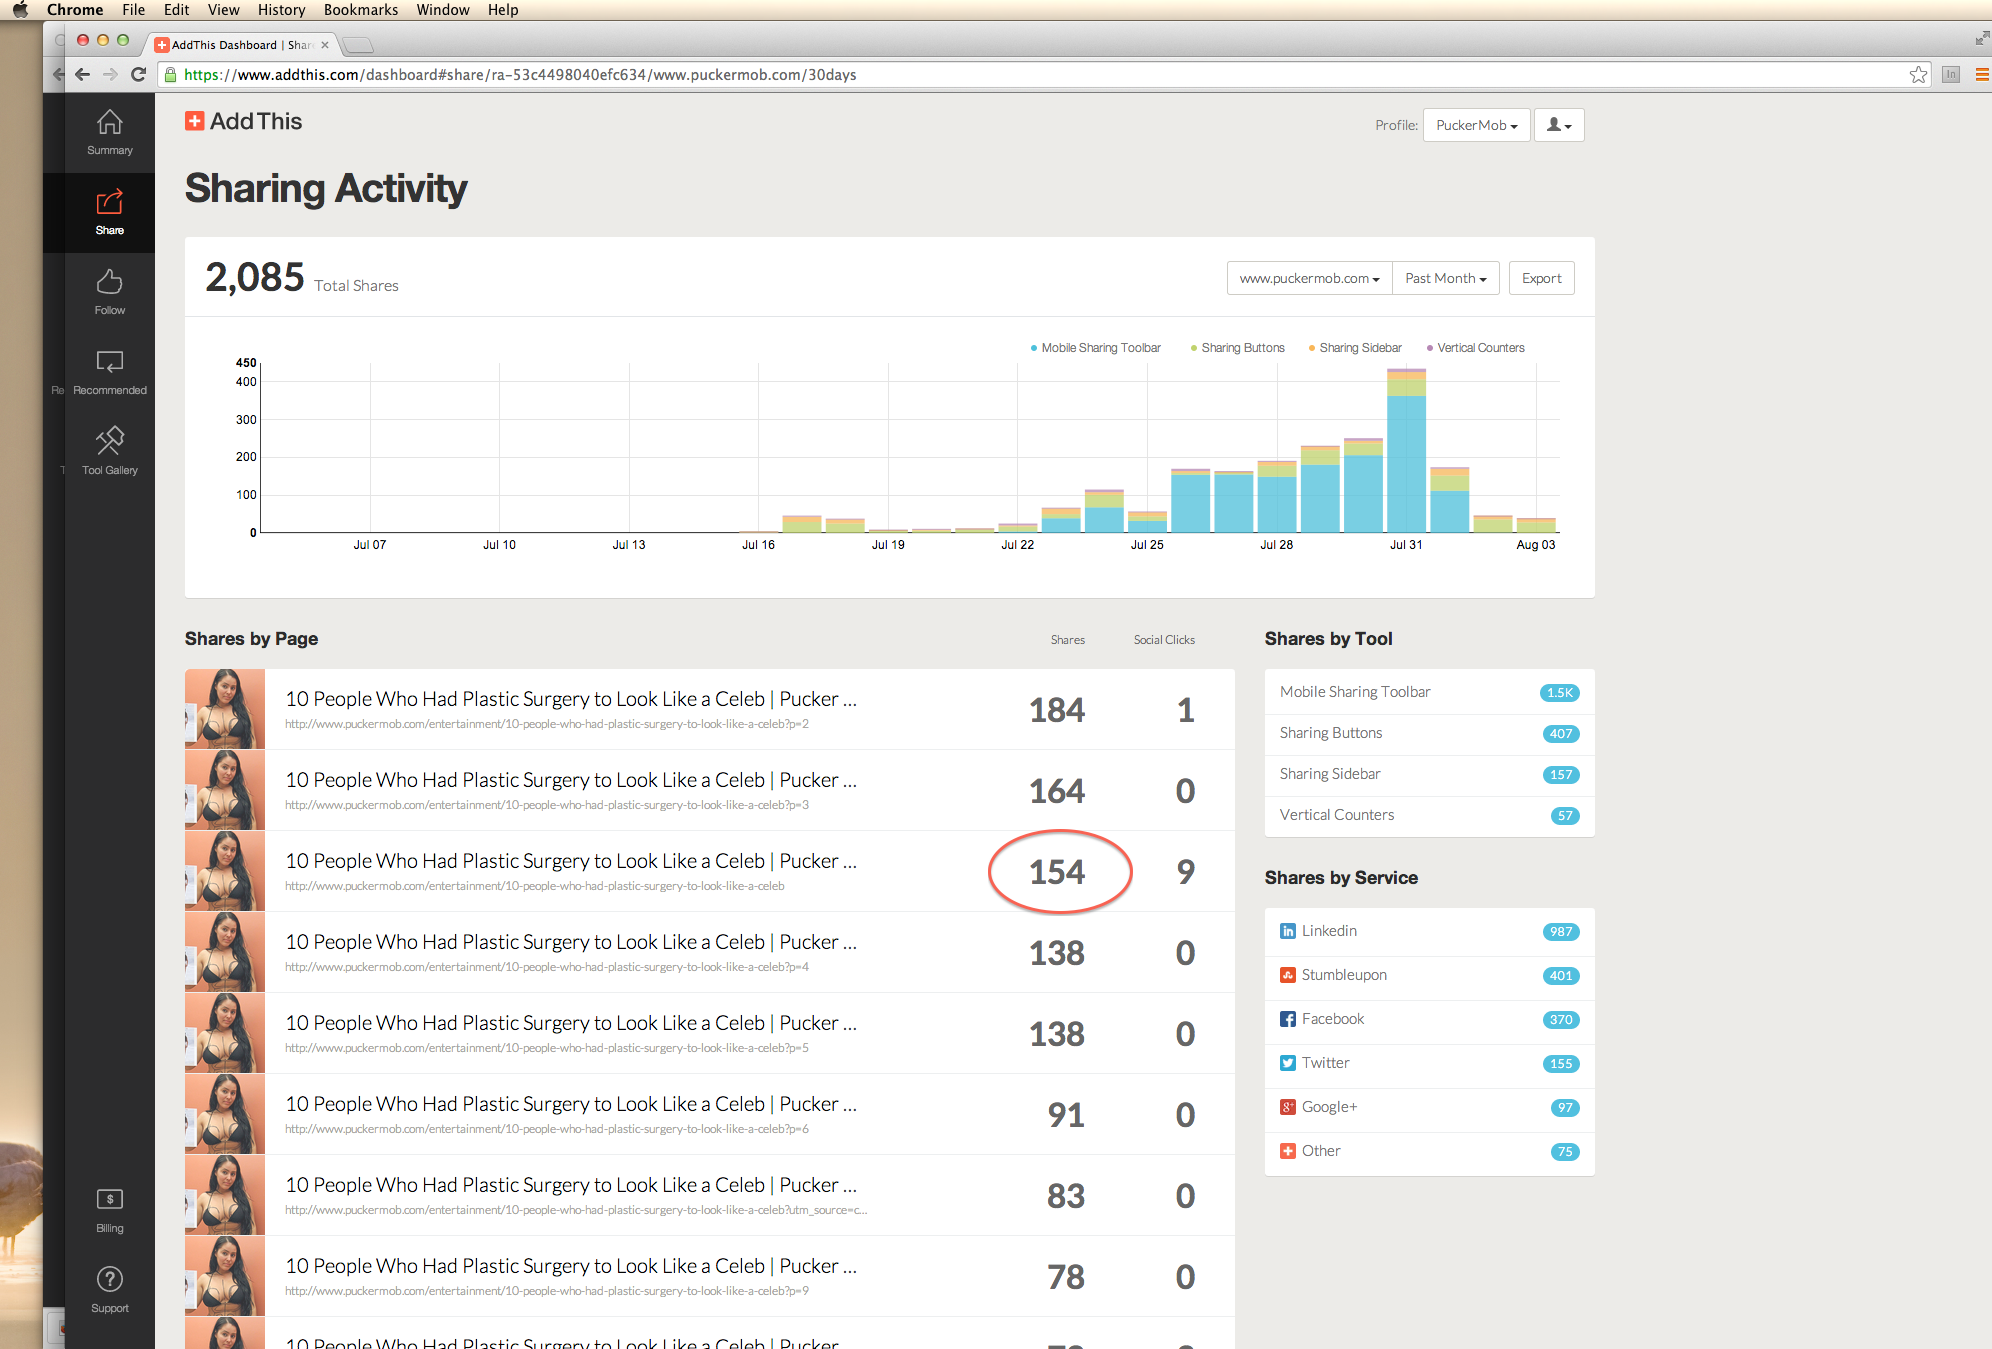 Chrome File Edit View History Bookmarks Window Help
AddThis Dashboard | Shar
https://www.addthis.com/dashboard#share/ra-53c4498040efc634/www.puckermob.com/30days
Summary
Share
Follow
Re
Recommended
T
Tool Gallery
Billing
Support
AddThis
Profile: PuckerMob
Sharing Activity
2,085 Total Shares
www.puckermob.com Past Month Export
Mobile Sharing Toolbar Sharing Buttons Sharing Sidebar Vertical Counters
450
400
300
200
100
0
Jul 07 Jul 10 Jul 13 Jul 16 Jul 19 Jul 22 Jul 25 Jul 28 Jul 31 Aug 03
Shares by Page Shares Social Clicks
10 People Who Had Plastic Surgery to Look Like a Celeb | Pucker ... 184 1
http://www.puckermob.com/entertainment/10-people-who-had-plastic-surgery-to-look-like-a-celeb?p=2
10 People Who Had Plastic Surgery to Look Like a Celeb | Pucker ... 164 0
http://www.puckermob.com/entertainment/10-people-who-had-plastic-surgery-to-look-like-a-celeb?p=3
10 People Who Had Plastic Surgery to Look Like a Celeb | Pucker ... 154 9
http://www.puckermob.com/entertainment/10-people-who-had-plastic-surgery-to-look-like-a-celeb
10 People Who Had Plastic Surgery to Look Like a Celeb | Pucker ... 138 0
http://www.puckermob.com/entertainment/10-people-who-had-plastic-surgery-to-look-like-a-celeb?p=4
10 People Who Had Plastic Surgery to Look Like a Celeb | Pucker ... 138 0
http://www.puckermob.com/entertainment/10-people-who-had-plastic-surgery-to-look-like-a-celeb?p=5
10 People Who Had Plastic Surgery to Look Like a Celeb | Pucker ... 91 0
http://www.puckermob.com/entertainment/10-people-who-had-plastic-surgery-to-look-like-a-celeb?p=6
10 People Who Had Plastic Surgery to Look Like a Celeb | Pucker ... 83 0
http://www.puckermob.com/entertainment/10-people-who-had-plastic-surgery-to-look-like-a-celeb?utm_source=c...
10 People Who Had Plastic Surgery to Look Like a Celeb | Pucker ... 78 0
http://www.puckermob.com/entertainment/10-people-who-had-plastic-surgery-to-look-like-a-celeb?p=9
10 People Who Had Plastic Surgery to Look Like a Celeb | Pucker
Shares by Tool
Mobile Sharing Toolbar 1.5K
Sharing Buttons 407
Sharing Sidebar 157
Vertical Counters 57
Shares by Service
Linkedin 987
Stumbleupon 401
Facebook 370
Twitter 155
Google+ 97
Other 75